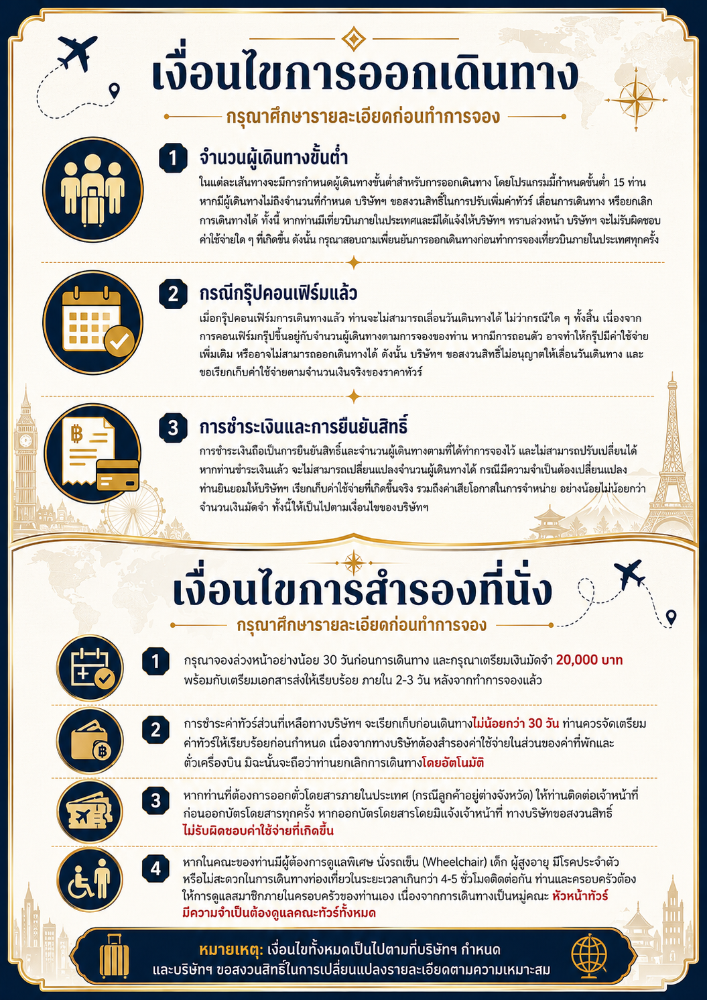 เงื่อนไขการออกเดินทาง
กรุณาศึกษารายละเอียดก่อนทำการจอง
1 จำนวนผู้เดินทางขั้นต่ำ
ในแต่ละเส้นทางจะมีการกำหนดผู้เดินทางขั้นต่ำสำหรับการออกเดินทาง โดยโปรแกรมมีกำหนดขั้นต่ำ 15 ท่าน
หากมีผู้เดินทางไม่ถึงจำนวนที่กำหนด บริษัทฯ ขอสงวนสิทธิ์ในการปรับเพิ่มค่าทัวร์ เลื่อนการเดินทาง หรือยกเลิก
การเดินทางได้ ทั้งนี้ หากท่านมีเที่ยวบินภายในประเทศและมิได้แจ้งให้บริษัทฯ ทราบล่วงหน้า บริษัทฯ จะไม่รับผิดชอบ
ค่าใช้จ่ายใด ๆ ที่เกิดขึ้น ดังนั้น กรุณาสอบถามเพื่อยืนยันการออกเดินทางก่อนทำการจองเที่ยวบินภายในประเทศทุกครั้ง
2 กรณีกรุ๊ปคอนเฟิร์มแล้ว
เมื่อกรุ๊ปคอนเฟิร์มการเดินทางแล้ว ท่านจะไม่สามารถเลื่อนวันเดินทางได้ ไม่ว่ากรณีใด ๆ ทั้งสิ้น เนื่องจาก
การคอนเฟิร์มกรุ๊ปขึ้นอยู่กับจำนวนผู้เดินทางตามการจองของท่าน หากมีการถอนตัว อาจทำให้กรุ๊ปมีค่าใช้จ่าย
เพิ่มเติม หรืออาจไม่สามารถออกเดินทางได้ ดังนั้น บริษัทฯ ขอสงวนสิทธิ์ไม่อนุญาตให้เลื่อนวันเดินทาง และ
ขอเรียกเก็บค่าใช้จ่ายตามจำนวนเงินจริงของราคาทัวร์
3 การชำระเงินและการยืนยันสิทธิ์
การชำระเงินถือเป็นการยืนยันสิทธิ์และจำนวนผู้เดินทางตามที่ได้ทำการจองไว้ และไม่สามารถปรับเปลี่ยนได้
หากท่านชำระเงินแล้ว จะไม่สามารถเปลี่ยนแปลงจำนวนผู้เดินทางได้ กรณีมีความจำเป็นต้องเปลี่ยนแปลง
ท่านยินยอมให้บริษัทฯ เรียกเก็บค่าใช้จ่ายที่เกิดขึ้นจริง รวมถึงค่าเสียโอกาสในการจำหน่าย อย่างน้อยไม่น้อยกว่า
จำนวนเงินมัดจำ ทั้งนี้ให้เป็นไปตามเงื่อนไขของบริษัทฯ
เงื่อนไขการสำรองที่นั่ง
กรุณาศึกษารายละเอียดก่อนทำการจอง
1 กรุณาจองล่วงหน้าอย่างน้อย 30 วันก่อนการเดินทาง และกรุณาเตรียมเงินมัดจำ 20,000 บาท
พร้อมกับเตรียมเอกสารส่งให้เรียบร้อย ภายใน 2-3 วัน หลังจากทำการจองแล้ว
2 การชำระค่าทัวร์ส่วนที่เหลือทางบริษัทฯ จะเรียกเก็บก่อนเดินทางไม่น้อยกว่า 30 วัน ท่านควรจัดเตรียม
ค่าทัวร์ให้เรียบร้อยก่อนกำหนด เนื่องจากทางบริษัทต้องสำรองค่าใช้จ่ายในส่วนของค่าที่พักและ
ตั๋วเครื่องบิน มิฉะนั้นจะถือว่าท่านยกเลิกการเดินทางโดยอัตโนมัติ
3 หากท่านที่ต้องการออกตั๋วโดยสารภายในประเทศ (กรณีลูกค้าอยู่ต่างจังหวัด) ให้ท่านติดต่อเจ้าหน้าที่
ก่อนออกบัตรโดยสารทุกครั้ง หากออกบัตรโดยสารโดยมิแจ้งเจ้าหน้าที่ ทางบริษัทขอสงวนสิทธิ์
ไม่รับผิดชอบค่าใช้จ่ายที่เกิดขึ้น
4 หากในคณะของท่านมีผู้ต้องการดูแลพิเศษ นั่งรถเข็น (Wheelchair) เด็ก ผู้สูงอายุ มีโรคประจำตัว
หรือไม่สะดวกในการเดินทางท่องเที่ยวในระยะเวลาเกินกว่า 4-5 ชั่วโมงติดต่อกัน ท่านและครอบครัวต้อง
ให้การดูแลสมาชิกภายในครอบครัวของท่านเอง เนื่องจากการเดินทางเป็นหมู่คณะ หัวหน้าทัวร์
มีความจำเป็นต้องดูแลคณะทัวร์ทั้งหมด
หมายเหตุ: เงื่อนไขทั้งหมดเป็นไปตามที่บริษัทฯ กำหนด
และบริษัทฯ ขอสงวนสิทธิ์ในการเปลี่ยนแปลงรายละเอียดตามความเหมาะสม